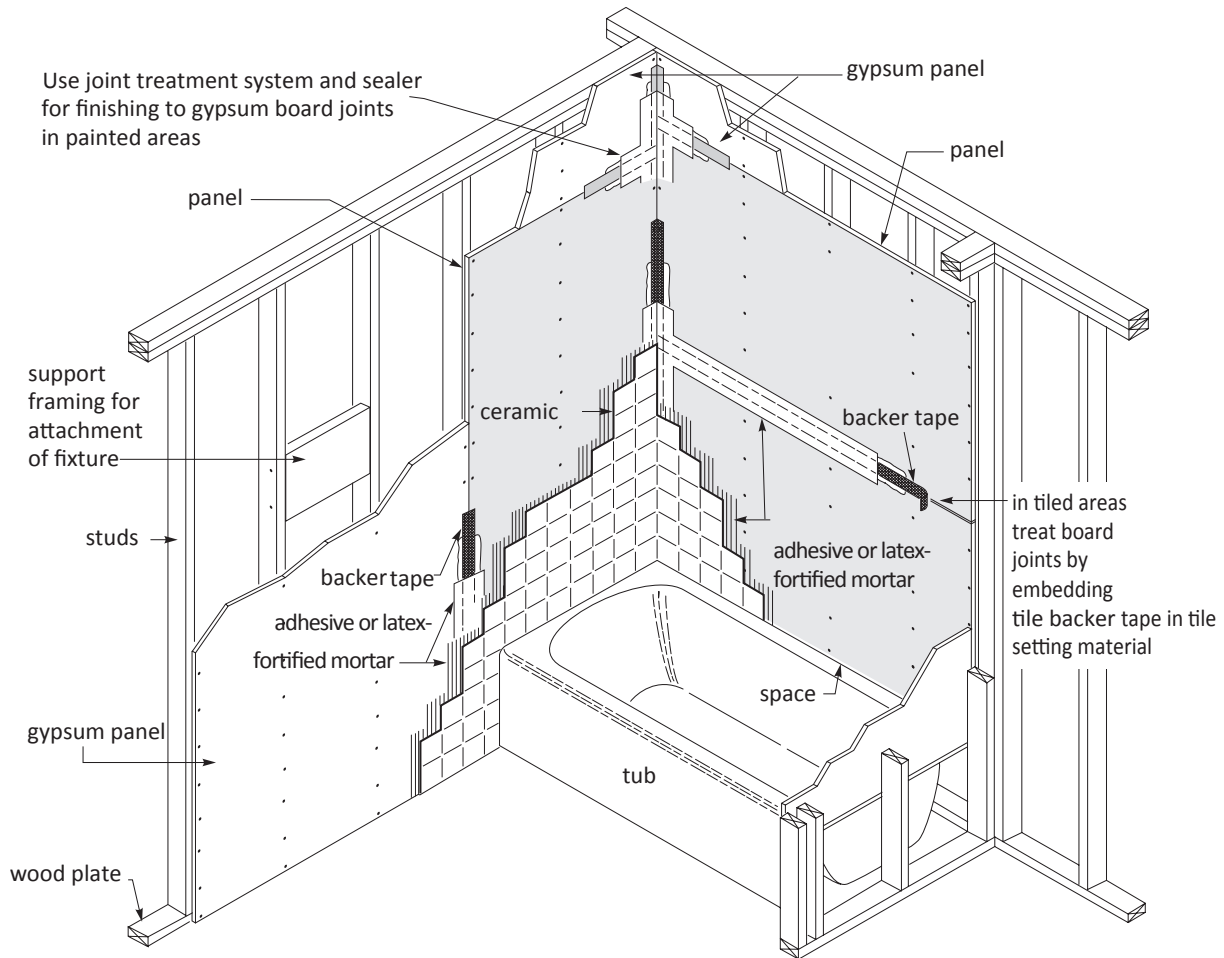 Use joint treatment system and sealer
for finishing to gypsum board joints
in painted areas
gypsum panel
panel
panel
support
framing for
attachment
of fixture
ceramic
backer tape
studs
in tiled areas
treat board
joints by
embedding
tile backer tape in tile
setting material
backer tape
adhesive or latex-
fortified mortar
adhesive or latex-
fortified mortar
space
gypsum panel
tub
wood plate